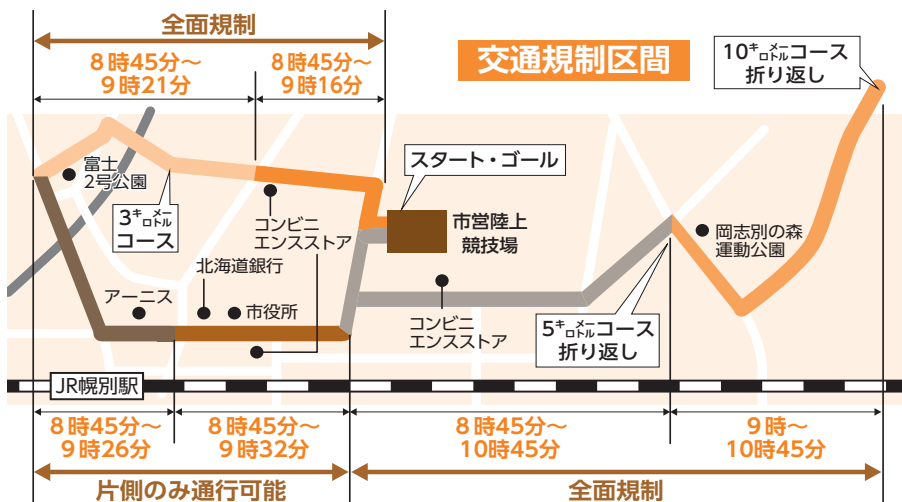 全面規制
8時45分～
9時21分
8時45分～
9時16分
交通規制区間
10キロメートルコース
折り返し
富士
2号公園
3キロメートル
コース
コンビニ
エンスストア
スタート・ゴール
市営陸上
競技場
岡志別の森
運動公園
北海道銀行
アーニス
市役所
コンビニ
エンスストア
5キロメートルコース
折り返し
JR幌別駅
8時45分～
9時26分
8時45分～
9時32分
8時45分～
10時45分
9時～
10時45分
片側のみ通行可能
全面規制